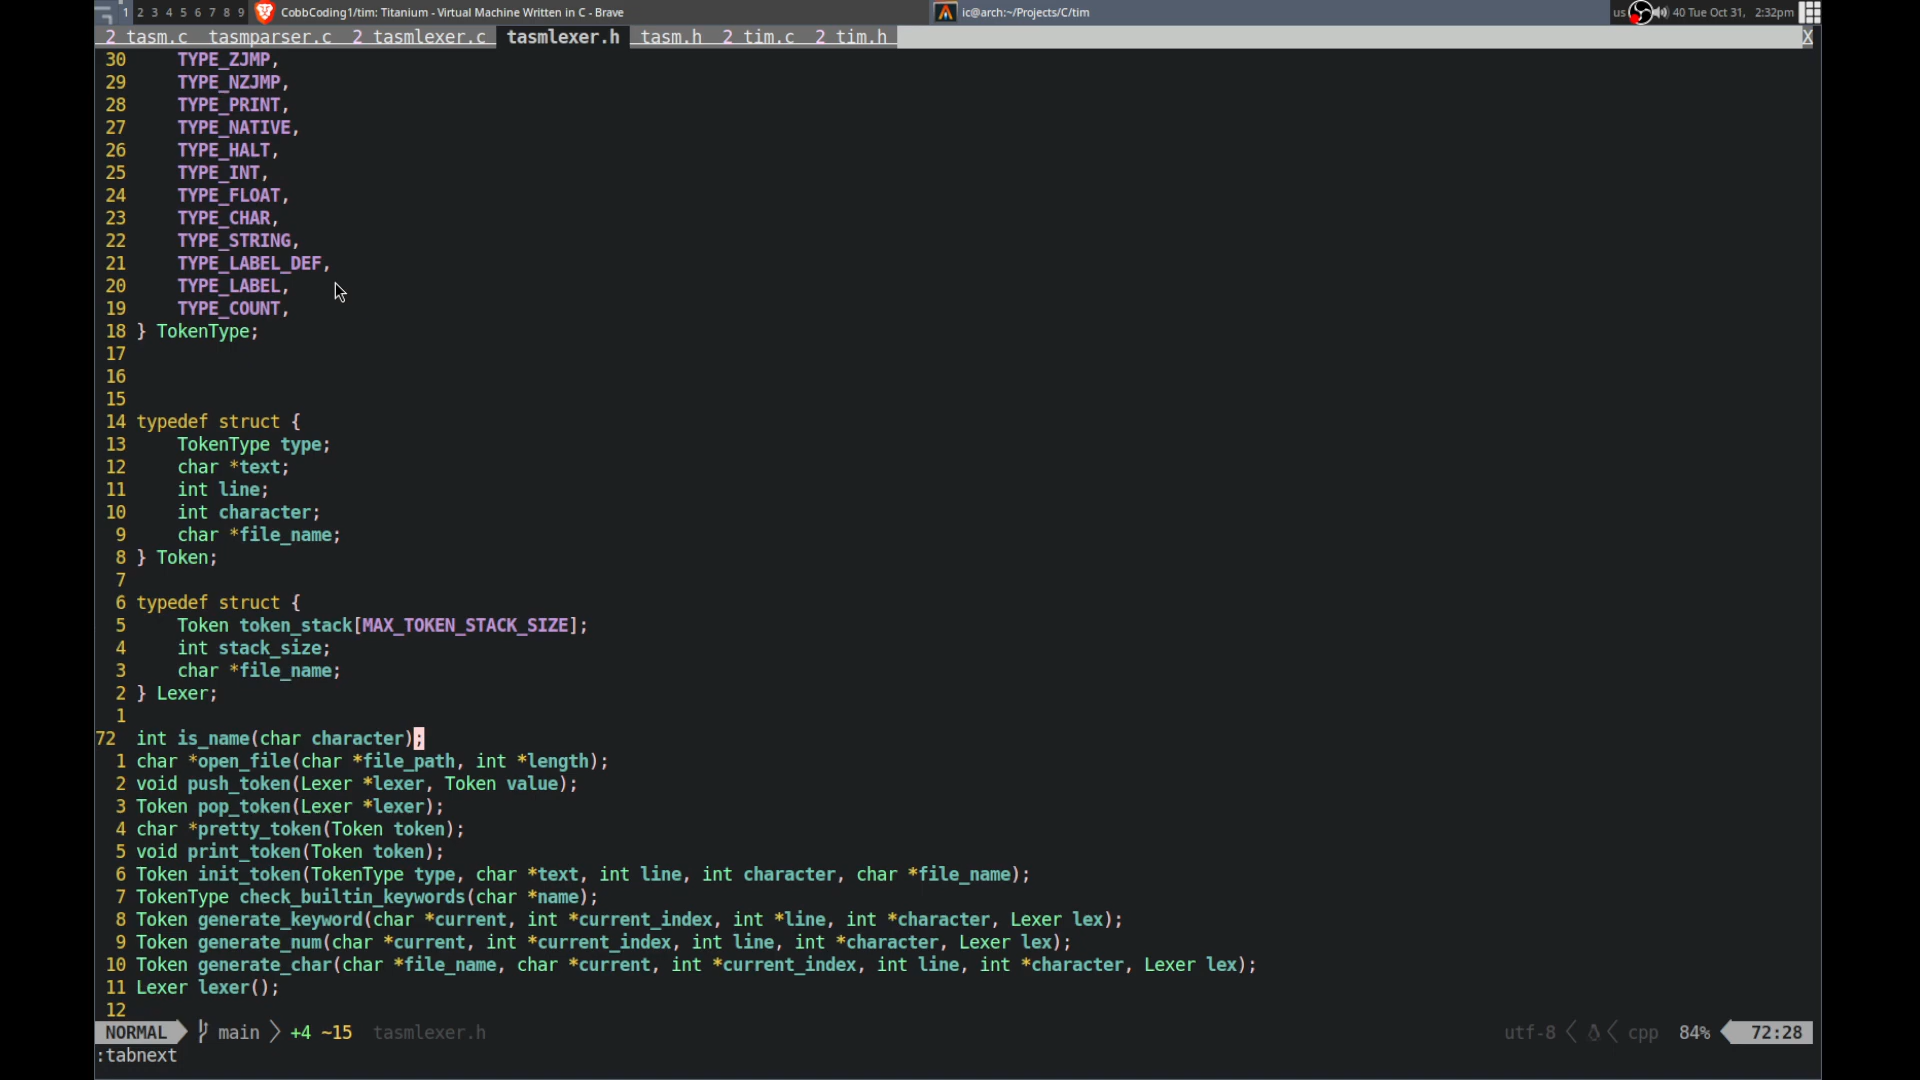 1 2 3 4 5 6 7 8 9 CobbCoding1/tim: Titanium - Virtual Machine Written in C - Brave ic@arch:~/Projects/C/tim us 40 Tue Oct 31, 2:32pm
2 tasm.c tasmparser.c 2 tasmlexer.c tasmlexer.h tasm.h 2 tim.c 2 tim.h X
30 TYPE_ZJMP,
29 TYPE_NZJMP,
28 TYPE_PRINT,
27 TYPE_NATIVE,
26 TYPE_HALT,
25 TYPE_INT,
24 TYPE_FLOAT,
23 TYPE_CHAR,
22 TYPE_STRING,
21 TYPE_LABEL_DEF,
20 TYPE_LABEL,
19 TYPE_COUNT,
18 } TokenType;
17
16
15
14 typedef struct {
13 TokenType type;
12 char *text;
11 int line;
10 int character;
9 char *file_name;
8 } Token;
7
6 typedef struct {
5 Token token_stack[MAX_TOKEN_STACK_SIZE];
4 int stack_size;
3 char *file_name;
2 } Lexer;
1
72 int is_name(char character);
1 char *open_file(char *file_path, int *length);
2 void push_token(Lexer *lexer, Token value);
3 Token pop_token(Lexer *lexer);
4 char *pretty_token(Token token);
5 void print_token(Token token);
6 Token init_token(TokenType type, char *text, int line, int character, char *file_name);
7 TokenType check_builtin_keywords(char *name);
8 Token generate_keyword(char *current, int *current_index, int *line, int *character, Lexer lex);
9 Token generate_num(char *current, int *current_index, int line, int *character, Lexer lex);
10 Token generate_char(char *file_name, char *current, int *current_index, int line, int *character, Lexer lex);
11 Lexer lexer();
12
NORMAL main +4 ~15 tasmlexer.h utf-8 cpp 84% 72:28
:tabnext